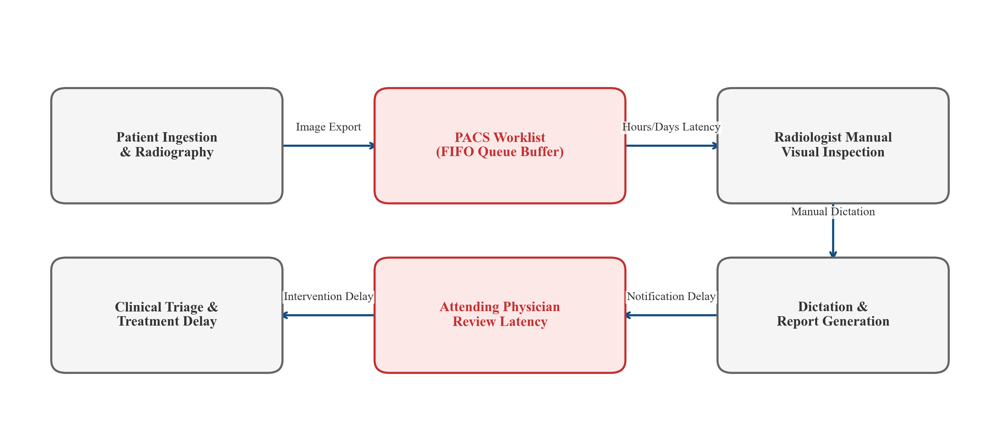 Patient Ingestion
& Radiography
Image Export
PACS Worklist
(FIFO Queue Buffer)
Hours/Days Latency
Radiologist Manual
Visual Inspection
Manual Dictation
Dictation &
Report Generation
Notification Delay
Attending Physician
Review Latency
Intervention Delay
Clinical Triage &
Treatment Delay